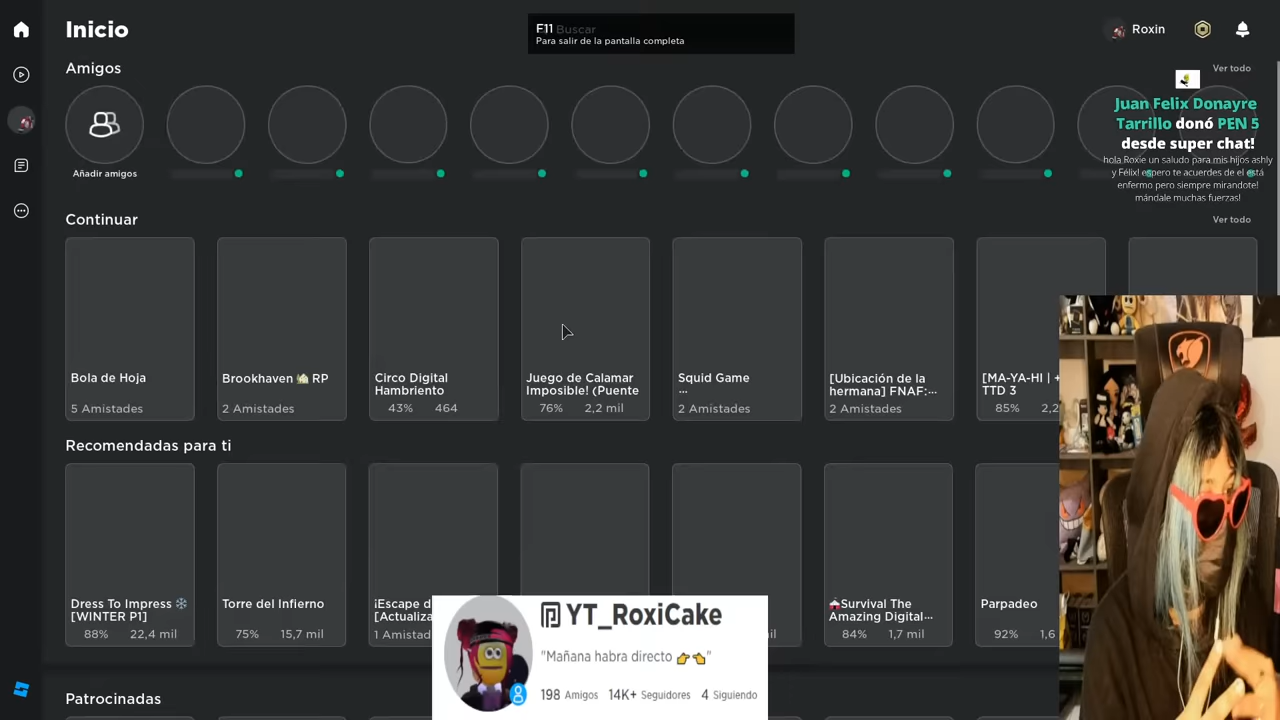 Inicio
F11 Buscar
Para salir de la pantalla completa
Roxin
Amigos
Ver todo
Añadir amigos
Juan Felix Donayre
Tarrillo donó PEN 5
desde super chat!
hola Roxie un saludo para mis hijos ashly
y Félix! espero te acuerdes de el está
enfermo pero siempre mirandote!
mándale muchas fuerzas!
Continuar
Ver todo
Bola de Hoja
5 Amistades
Brookhaven 🏡 RP
2 Amistades
Circo Digital
Hambriento
43% 464
Juego de Calamar
Imposible! (Puente
76% 2,2 mil
Squid Game
...
2 Amistades
[Ubicación de la
hermana] FNAF:...
2 Amistades
[MA-YA-HI | +
TTD 3
85% 2,2
Recomendadas para ti
Dress To Impress ❄️
[WINTER P1]
88% 22,4 mil
Torre del Infierno
75% 15,7 mil
¡Escape d
[Actualiza
1 Amistad
mil
Survival The
Amazing Digital...
84% 1,7 mil
Parpadeo
92% 1,6
YT_RoxiCake
"Mañana habra directo 👉👈"
198 Amigos 14K+ Seguidores 4 Siguiendo
Patrocinadas